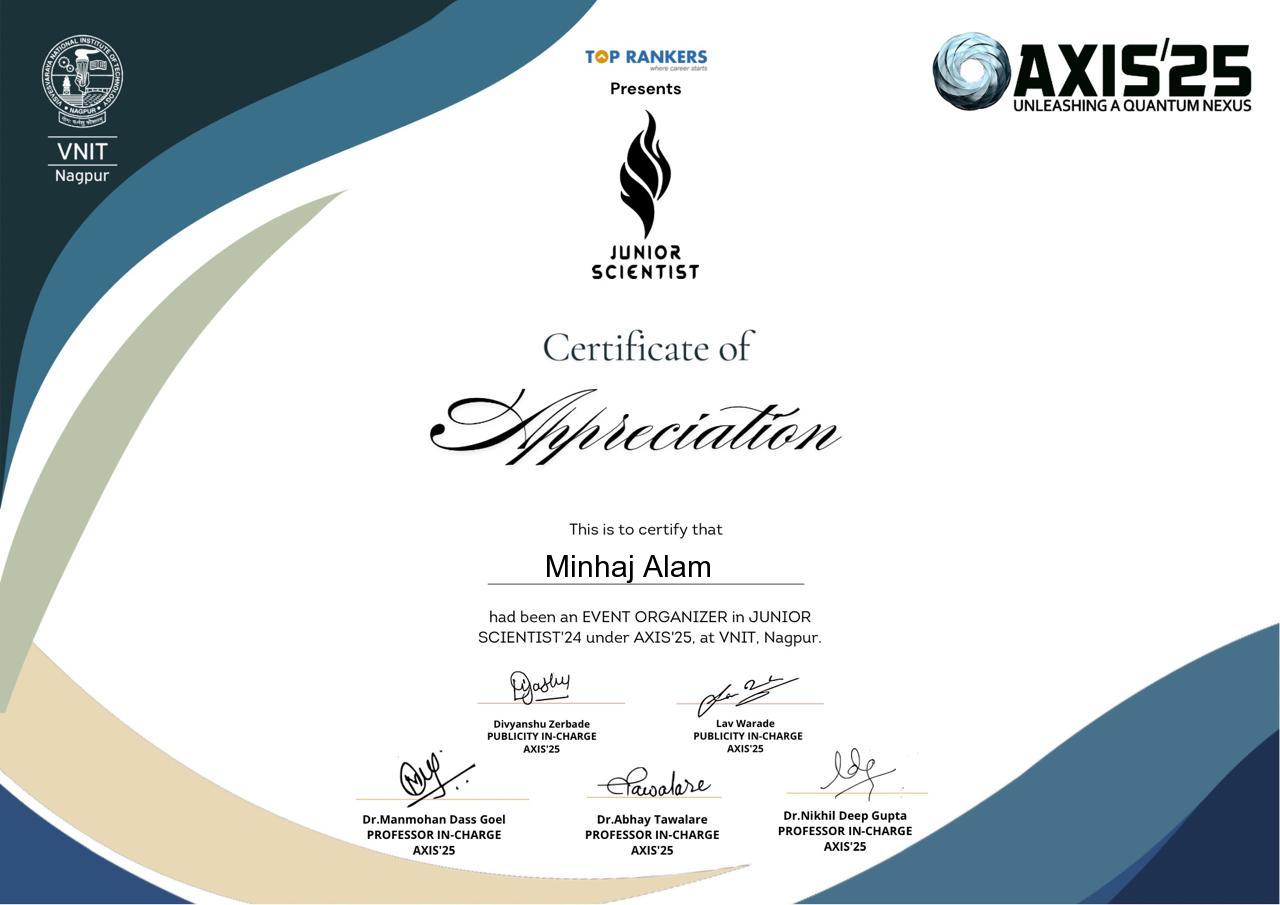 VISVESVARAYA NATIONAL INSTITUTE OF TECHNOLOGY
NAGPUR
VNIT
Nagpur
TOP RANKERS
where career starts
Presents
JUNIOR
SCIENTIST
AXIS'25
UNLEASHING A QUANTUM NEXUS
Certificate of
Appreciation
This is to certify that
Minhaj Alam
had been an EVENT ORGANIZER in JUNIOR
SCIENTIST'24 under AXIS'25, at VNIT, Nagpur.
Divyanshu Zerbade
PUBLICITY IN-CHARGE
AXIS'25
Lav Warade
PUBLICITY IN-CHARGE
AXIS'25
Dr.Manmohan Dass Goel
PROFESSOR IN-CHARGE
AXIS'25
Tawalare
Dr.Abhay Tawalare
PROFESSOR IN-CHARGE
AXIS'25
Dr.Nikhil Deep Gupta
PROFESSOR IN-CHARGE
AXIS'25